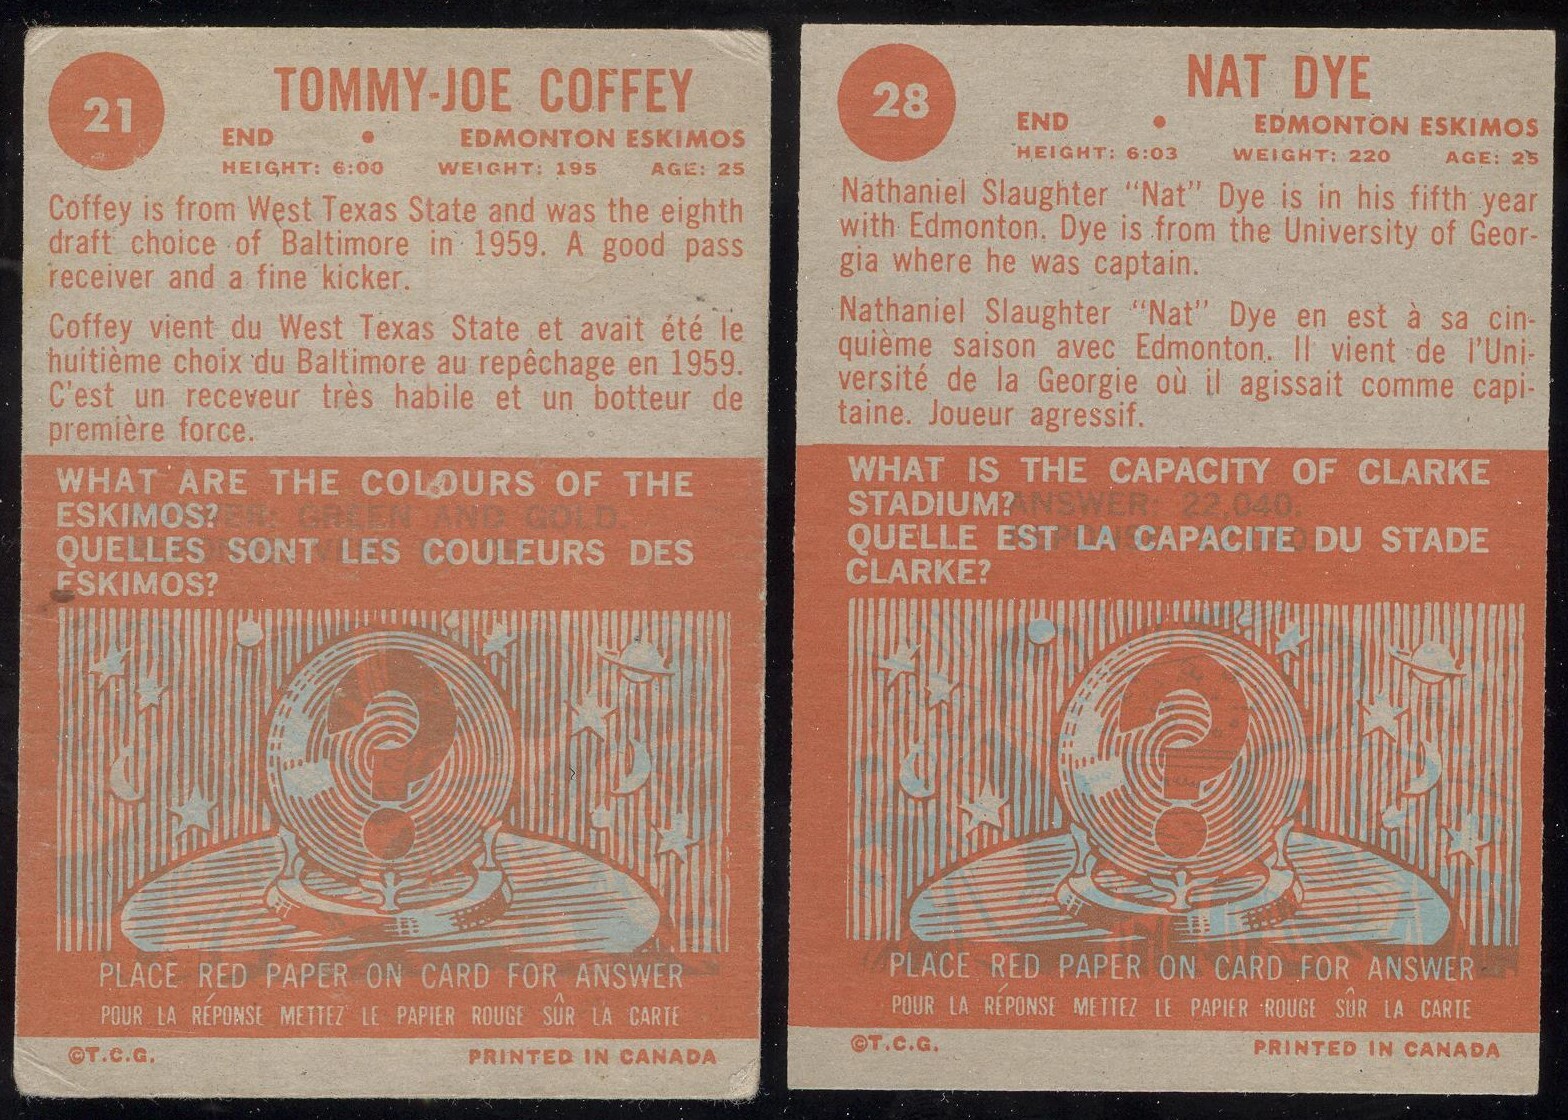 21
TOMMY-JOE COFFEY
END • EDMONTON ESKIMOS
HEIGHT: 6:00 WEIGHT: 195 AGE: 25
Coffey is from West Texas State and was the eighth
draft choice of Baltimore in 1959. A good pass
receiver and a fine kicker.
Coffey vient du West Texas State et avait été le
huitième choix du Baltimore au repêchage en 1959.
C'est un receveur très habile et un botteur de
première force.
WHAT ARE THE COLOURS OF THE
ESKIMOS?
GREEN AND GOLD.
QUELLES SONT LES COULEURS DES
ESKIMOS?
PLACE RED PAPER ON CARD FOR ANSWER
POUR LA RÉPONSE METTEZ LE PAPIER ROUGE SÛR LA CARTE
©T.C.G. PRINTED IN CANADA
28
NAT DYE
END • EDMONTON ESKIMOS
HEIGHT: 6:03 WEIGHT: 220 AGE: 25
Nathaniel Slaughter "Nat" Dye is in his fifth year
with Edmonton. Dye is from the University of Geor-
gia where he was captain.
Nathaniel Slaughter "Nat" Dye en est à sa cin-
quième saison avec Edmonton. Il vient de l'Uni-
versité de la Georgie où il agissait comme capi-
taine. Joueur agressif.
WHAT IS THE CAPACITY OF CLARKE
STADIUM?
ANSWER: 22,040.
QUELLE EST LA CAPACITE DU STADE
CLARKE?
PLACE RED PAPER ON CARD FOR ANSWER
POUR LA RÉPONSE METTEZ LE PAPIER ROUGE SÛR LA CARTE
©T.C.G. PRINTED IN CANADA